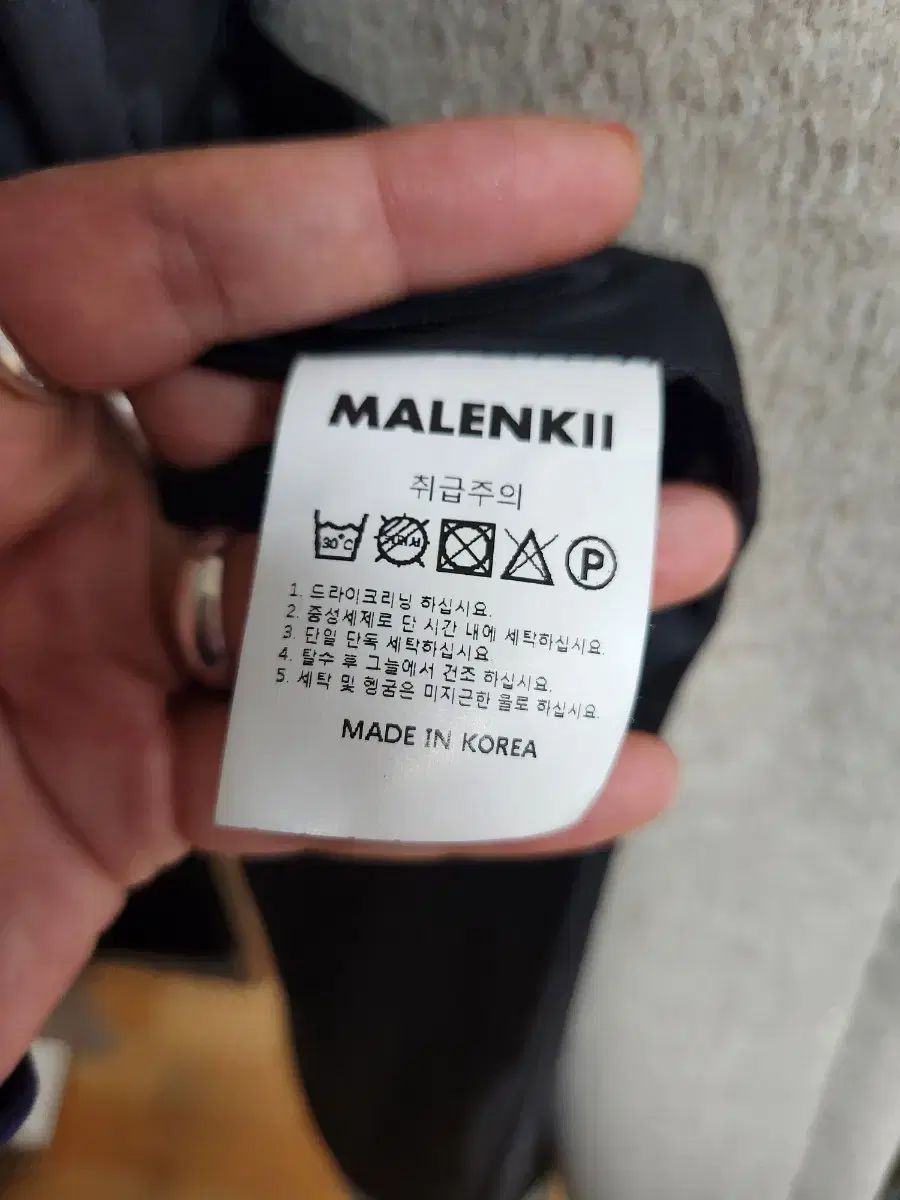 MALENKII
취급주의
30°C P
1. 드라이크리닝 하십시요.
2. 중성세제로 단 시간 내에 세탁하십시요.
3. 단일 단독 세탁하십시요.
4. 탈수 후 그늘에서 건조 하십시요.
5. 세탁 및 헹굼은 미지근한 물로 하십시요.
MADE IN KOREA